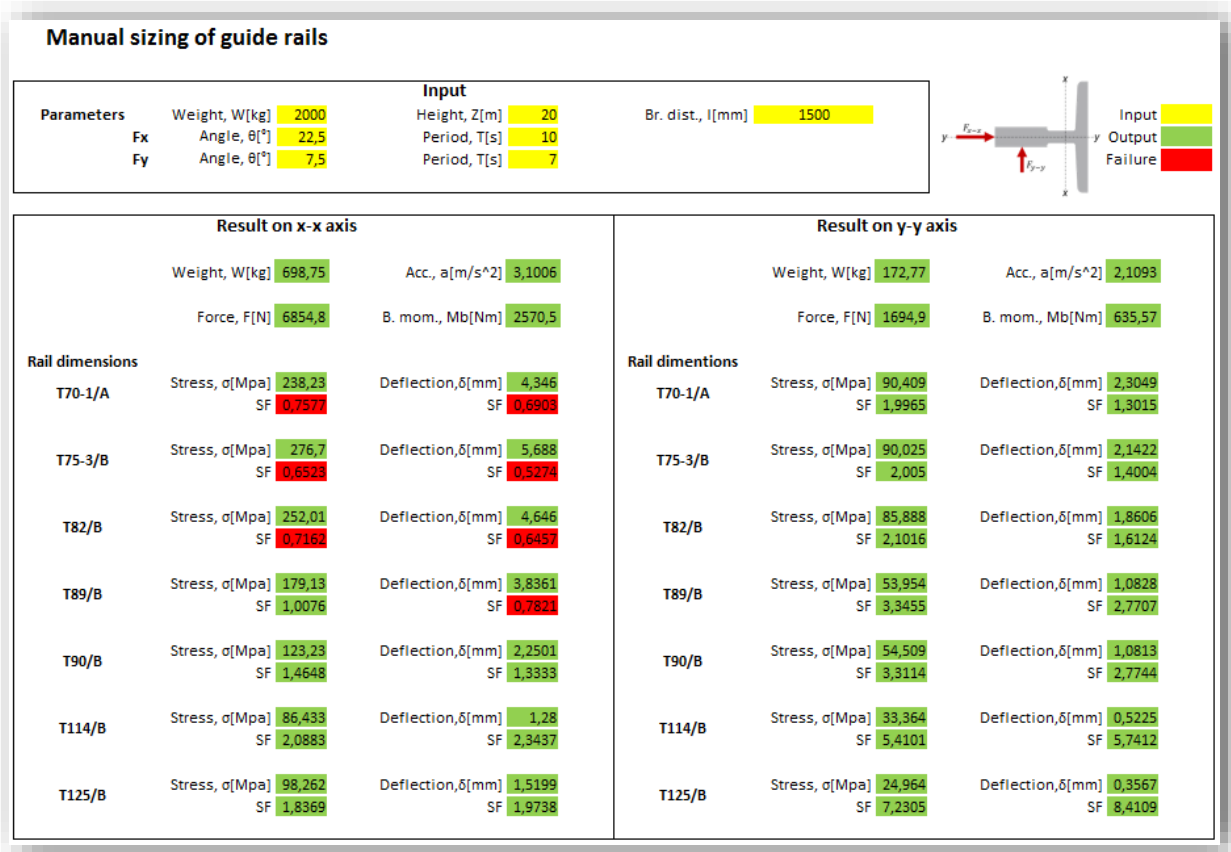 Manual sizing of guide rails
Input
Parameters Weight, W[kg] 2000 Height, Z[m] 20 Br. dist., l[mm] 1500
Fx Angle, θ[°] 22,5 Period, T[s] 10
Fy Angle, θ[°] 7,5 Period, T[s] 7
x
y Fx-x y
Fy-y
x
Input
Output
Failure
Result on x-x axis
Weight, W[kg] 698,75 Acc., a[m/s^2] 3,1006
Force, F[N] 6854,8 B. mom., Mb[Nm] 2570,5
Rail dimensions
T70-1/A Stress, σ[Mpa] 238,23 Deflection,δ[mm] 4,346
SF 0,7577 SF 0,6903
T75-3/B Stress, σ[Mpa] 276,7 Deflection,δ[mm] 5,688
SF 0,6523 SF 0,5274
T82/B Stress, σ[Mpa] 252,01 Deflection,δ[mm] 4,646
SF 0,7162 SF 0,6457
T89/B Stress, σ[Mpa] 179,13 Deflection,δ[mm] 3,8361
SF 1,0076 SF 0,7821
T90/B Stress, σ[Mpa] 123,23 Deflection,δ[mm] 2,2501
SF 1,4648 SF 1,3333
T114/B Stress, σ[Mpa] 86,433 Deflection,δ[mm] 1,28
SF 2,0883 SF 2,3437
T125/B Stress, σ[Mpa] 98,262 Deflection,δ[mm] 1,5199
SF 1,8369 SF 1,9738
Result on y-y axis
Weight, W[kg] 172,77 Acc., a[m/s^2] 2,1093
Force, F[N] 1694,9 B. mom., Mb[Nm] 635,57
Rail dimentions
T70-1/A Stress, σ[Mpa] 90,409 Deflection,δ[mm] 2,3049
SF 1,9965 SF 1,3015
T75-3/B Stress, σ[Mpa] 90,025 Deflection,δ[mm] 2,1422
SF 2,005 SF 1,4004
T82/B Stress, σ[Mpa] 85,888 Deflection,δ[mm] 1,8606
SF 2,1016 SF 1,6124
T89/B Stress, σ[Mpa] 53,954 Deflection,δ[mm] 1,0828
SF 3,3455 SF 2,7707
T90/B Stress, σ[Mpa] 54,509 Deflection,δ[mm] 1,0813
SF 3,3114 SF 2,7744
T114/B Stress, σ[Mpa] 33,364 Deflection,δ[mm] 0,5225
SF 5,4101 SF 5,7412
T125/B Stress, σ[Mpa] 24,964 Deflection,δ[mm] 0,3567
SF 7,2305 SF 8,4109